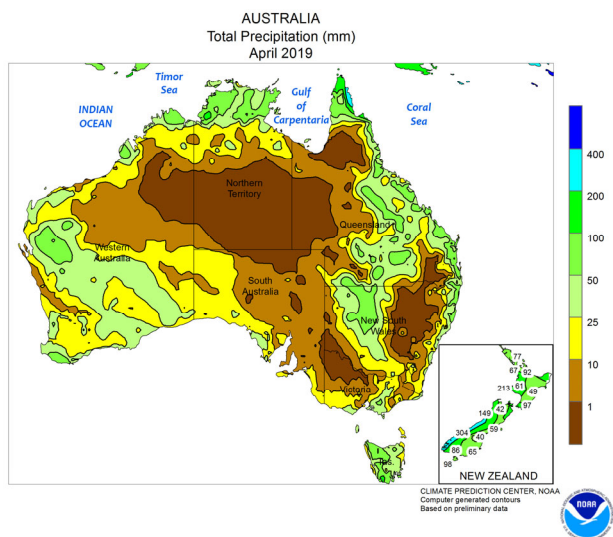 AUSTRALIA
Total Precipitation (mm)
April 2019
Timor
Sea
INDIAN
OCEAN
Gulf
of
Carpentaria
Coral
Sea
Northern
Territory
Queensland
Western
Australia
South
Australia
New South
Wales
Victoria
Tas.
400
200
100
50
25
10
1
77
67
92
213
61
49
42
97
149
59
304
40
86
65
98
NEW ZEALAND
CLIMATE PREDICTION CENTER, NOAA
Computer generated contours
Based on preliminary data
NOAA